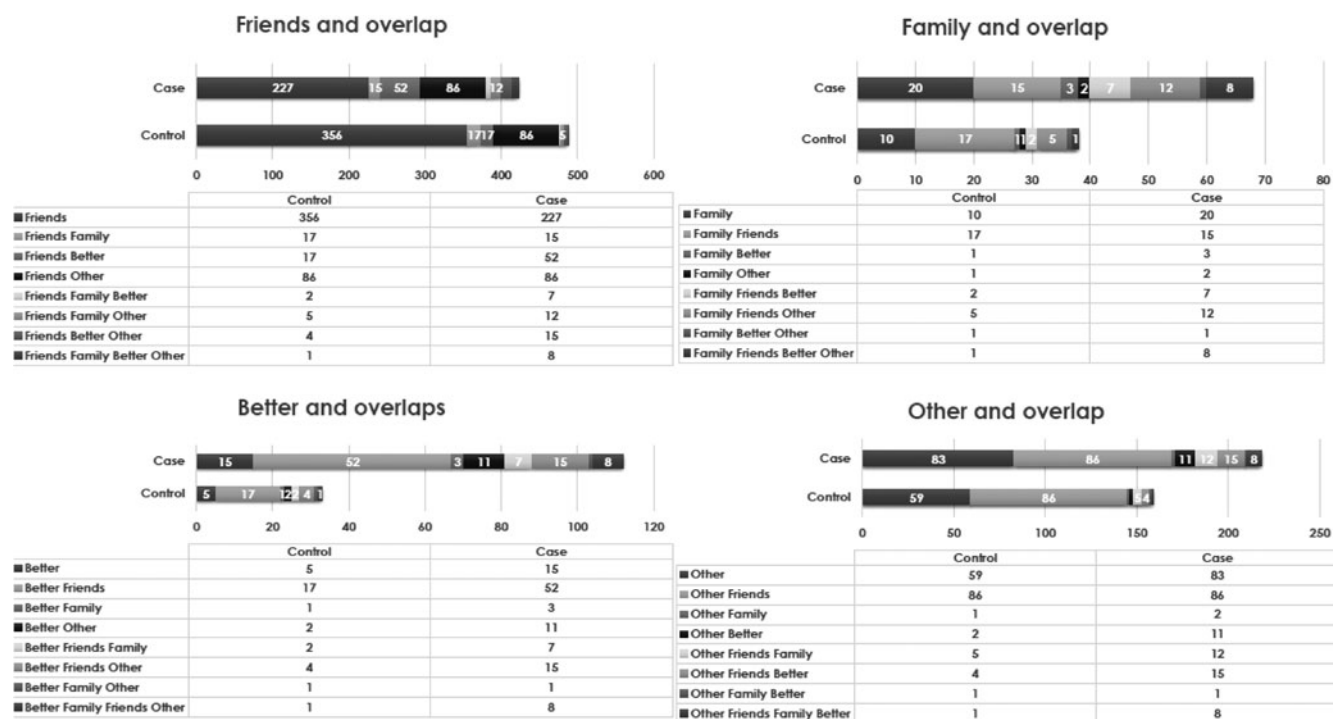 Friends and overlap
Case 227 15 52 86 12
Control 356 17 17 86 5
0 100 200 300 400 500 600
Control Case
Friends 356 227
Friends Family 17 15
Friends Better 17 52
Friends Other 86 86
Friends Family Better 2 7
Friends Family Other 5 12
Friends Better Other 4 15
Friends Family Better Other 1 8
Family and overlap
Case 20 15 3 2 7 12 8
Control 10 17 1 1 2 5 1
0 10 20 30 40 50 60 70 80
Control Case
Family 10 20
Family Friends 17 15
Family Better 1 3
Family Other 1 2
Family Friends Better 2 7
Family Friends Other 5 12
Family Better Other 1 1
Family Friends Better Other 1 8
Better and overlaps
Case 15 52 3 11 7 15 8
Control 5 17 1 2 2 4 1
0 20 40 60 80 100 120
Control Case
Better 5 15
Better Friends 17 52
Better Family 1 3
Better Other 2 11
Better Friends Family 2 7
Better Friends Other 4 15
Better Family Other 1 1
Better Family Friends Other 1 8
Other and overlap
Case 83 86 11 12 15 8
Control 59 86 5 4
0 50 100 150 200 250
Control Case
Other 59 83
Other Friends 86 86
Other Family 1 2
Other Better 2 11
Other Friends Family 5 12
Other Friends Better 4 15
Other Family Better 1 1
Other Friends Family Better 1 8